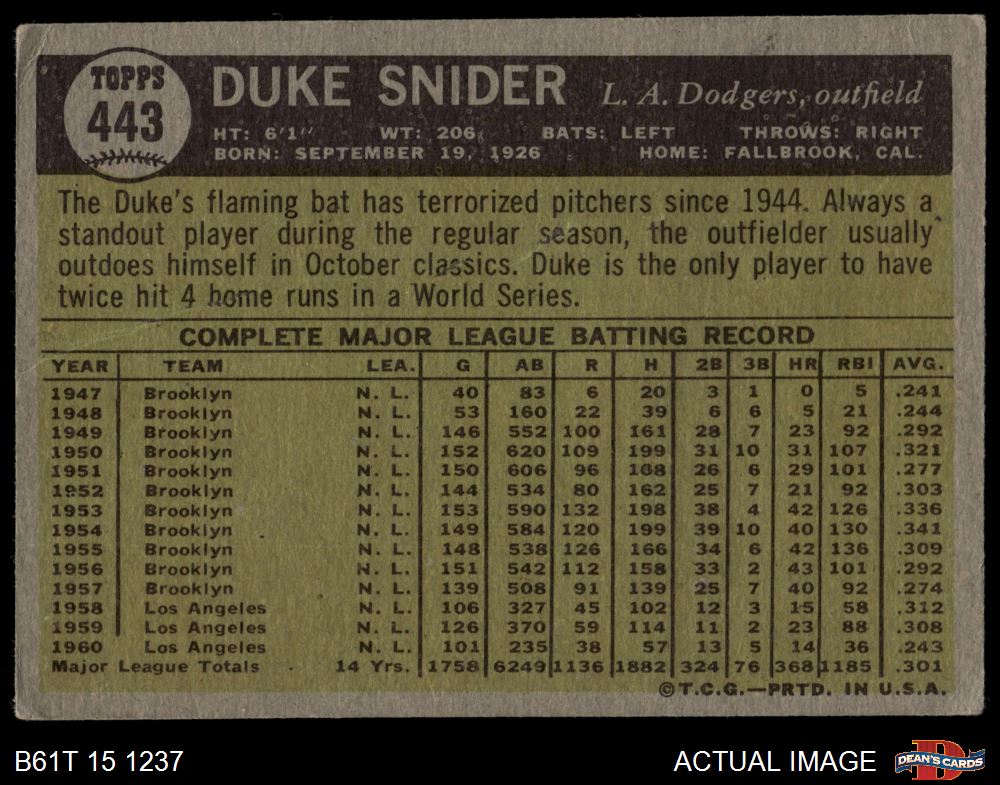 TOPPS
443
DUKE SNIDER L. A. Dodgers, outfield
HT: 6'1" WT: 206 BATS: LEFT THROWS: RIGHT
BORN: SEPTEMBER 19, 1926 HOME: FALLBROOK, CAL.
The Duke's flaming bat has terrorized pitchers since 1944. Always a
standout player during the regular season, the outfielder usually
outdoes himself in October classics. Duke is the only player to have
twice hit 4 home runs in a World Series.
COMPLETE MAJOR LEAGUE BATTING RECORD
YEAR TEAM LEA. G AB R H 2B 3B HR RBI AVG.
1947 Brooklyn N. L. 40 83 6 20 3 1 0 5 .241
1948 Brooklyn N. L. 53 160 22 39 6 6 5 21 .244
1949 Brooklyn N. L. 146 552 100 161 28 7 23 92 .292
1950 Brooklyn N. L. 152 620 109 199 31 10 31 107 .321
1951 Brooklyn N. L. 150 606 96 168 26 6 29 101 .277
1952 Brooklyn N. L. 144 534 80 162 25 7 21 92 .303
1953 Brooklyn N. L. 153 590 132 198 38 4 42 126 .336
1954 Brooklyn N. L. 149 584 120 199 39 10 40 130 .341
1955 Brooklyn N. L. 148 538 126 166 34 6 42 136 .309
1956 Brooklyn N. L. 151 542 112 158 33 2 43 101 .292
1957 Brooklyn N. L. 139 508 91 139 25 7 40 92 .274
1958 Los Angeles N. L. 106 327 45 102 12 3 15 58 .312
1959 Los Angeles N. L. 126 370 59 114 11 2 23 88 .308
1960 Los Angeles N. L. 101 235 38 57 13 5 14 36 .243
Major League Totals 14 Yrs. 1758 6249 1136 1882 324 76 368 1185 .301
©T.C.G.—PRTD. IN U.S.A.
B61T 15 1237 ACTUAL IMAGE DEAN'S CARDS